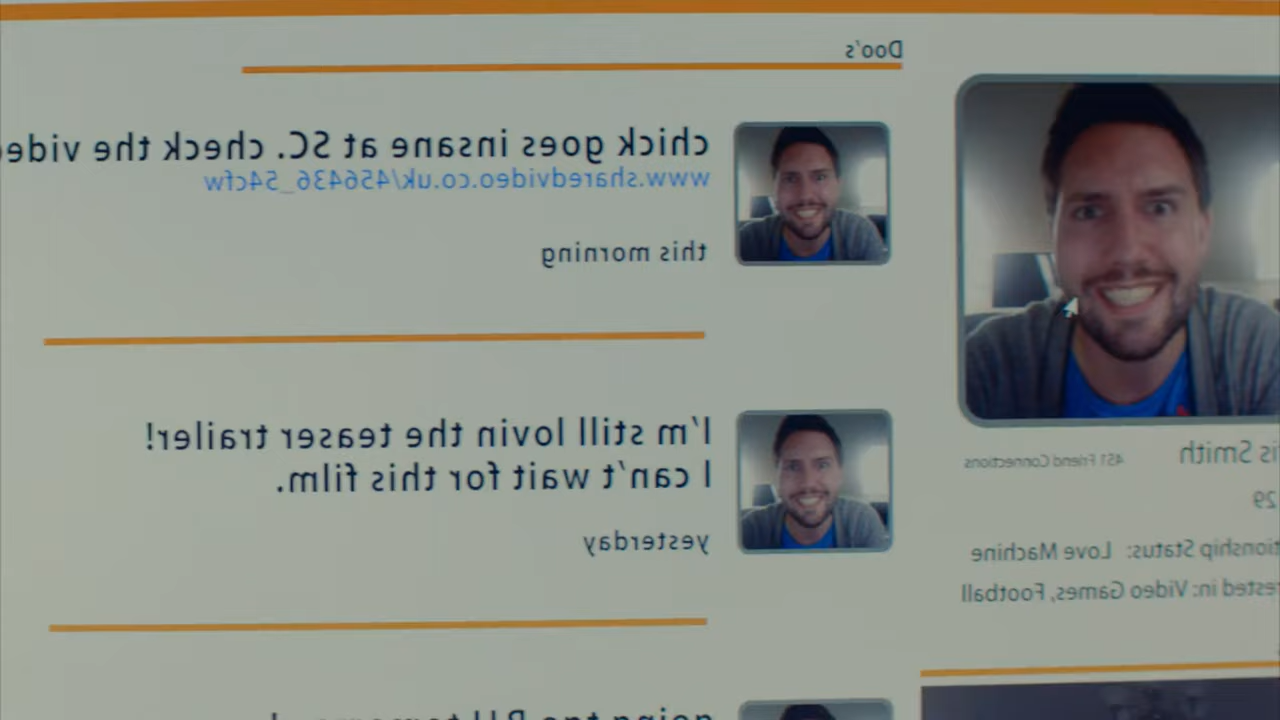 Doo's
chick goes insane at SC. check the video
www.sharedvideo.co.uk/456436_54cfw
this morning
I'm still lovin the teaser trailer!
I can't wait for this film.
yesterday
is Smith
451 Friend Connections
29
tionship Status: Love Machine
rested in: Video Games, Football